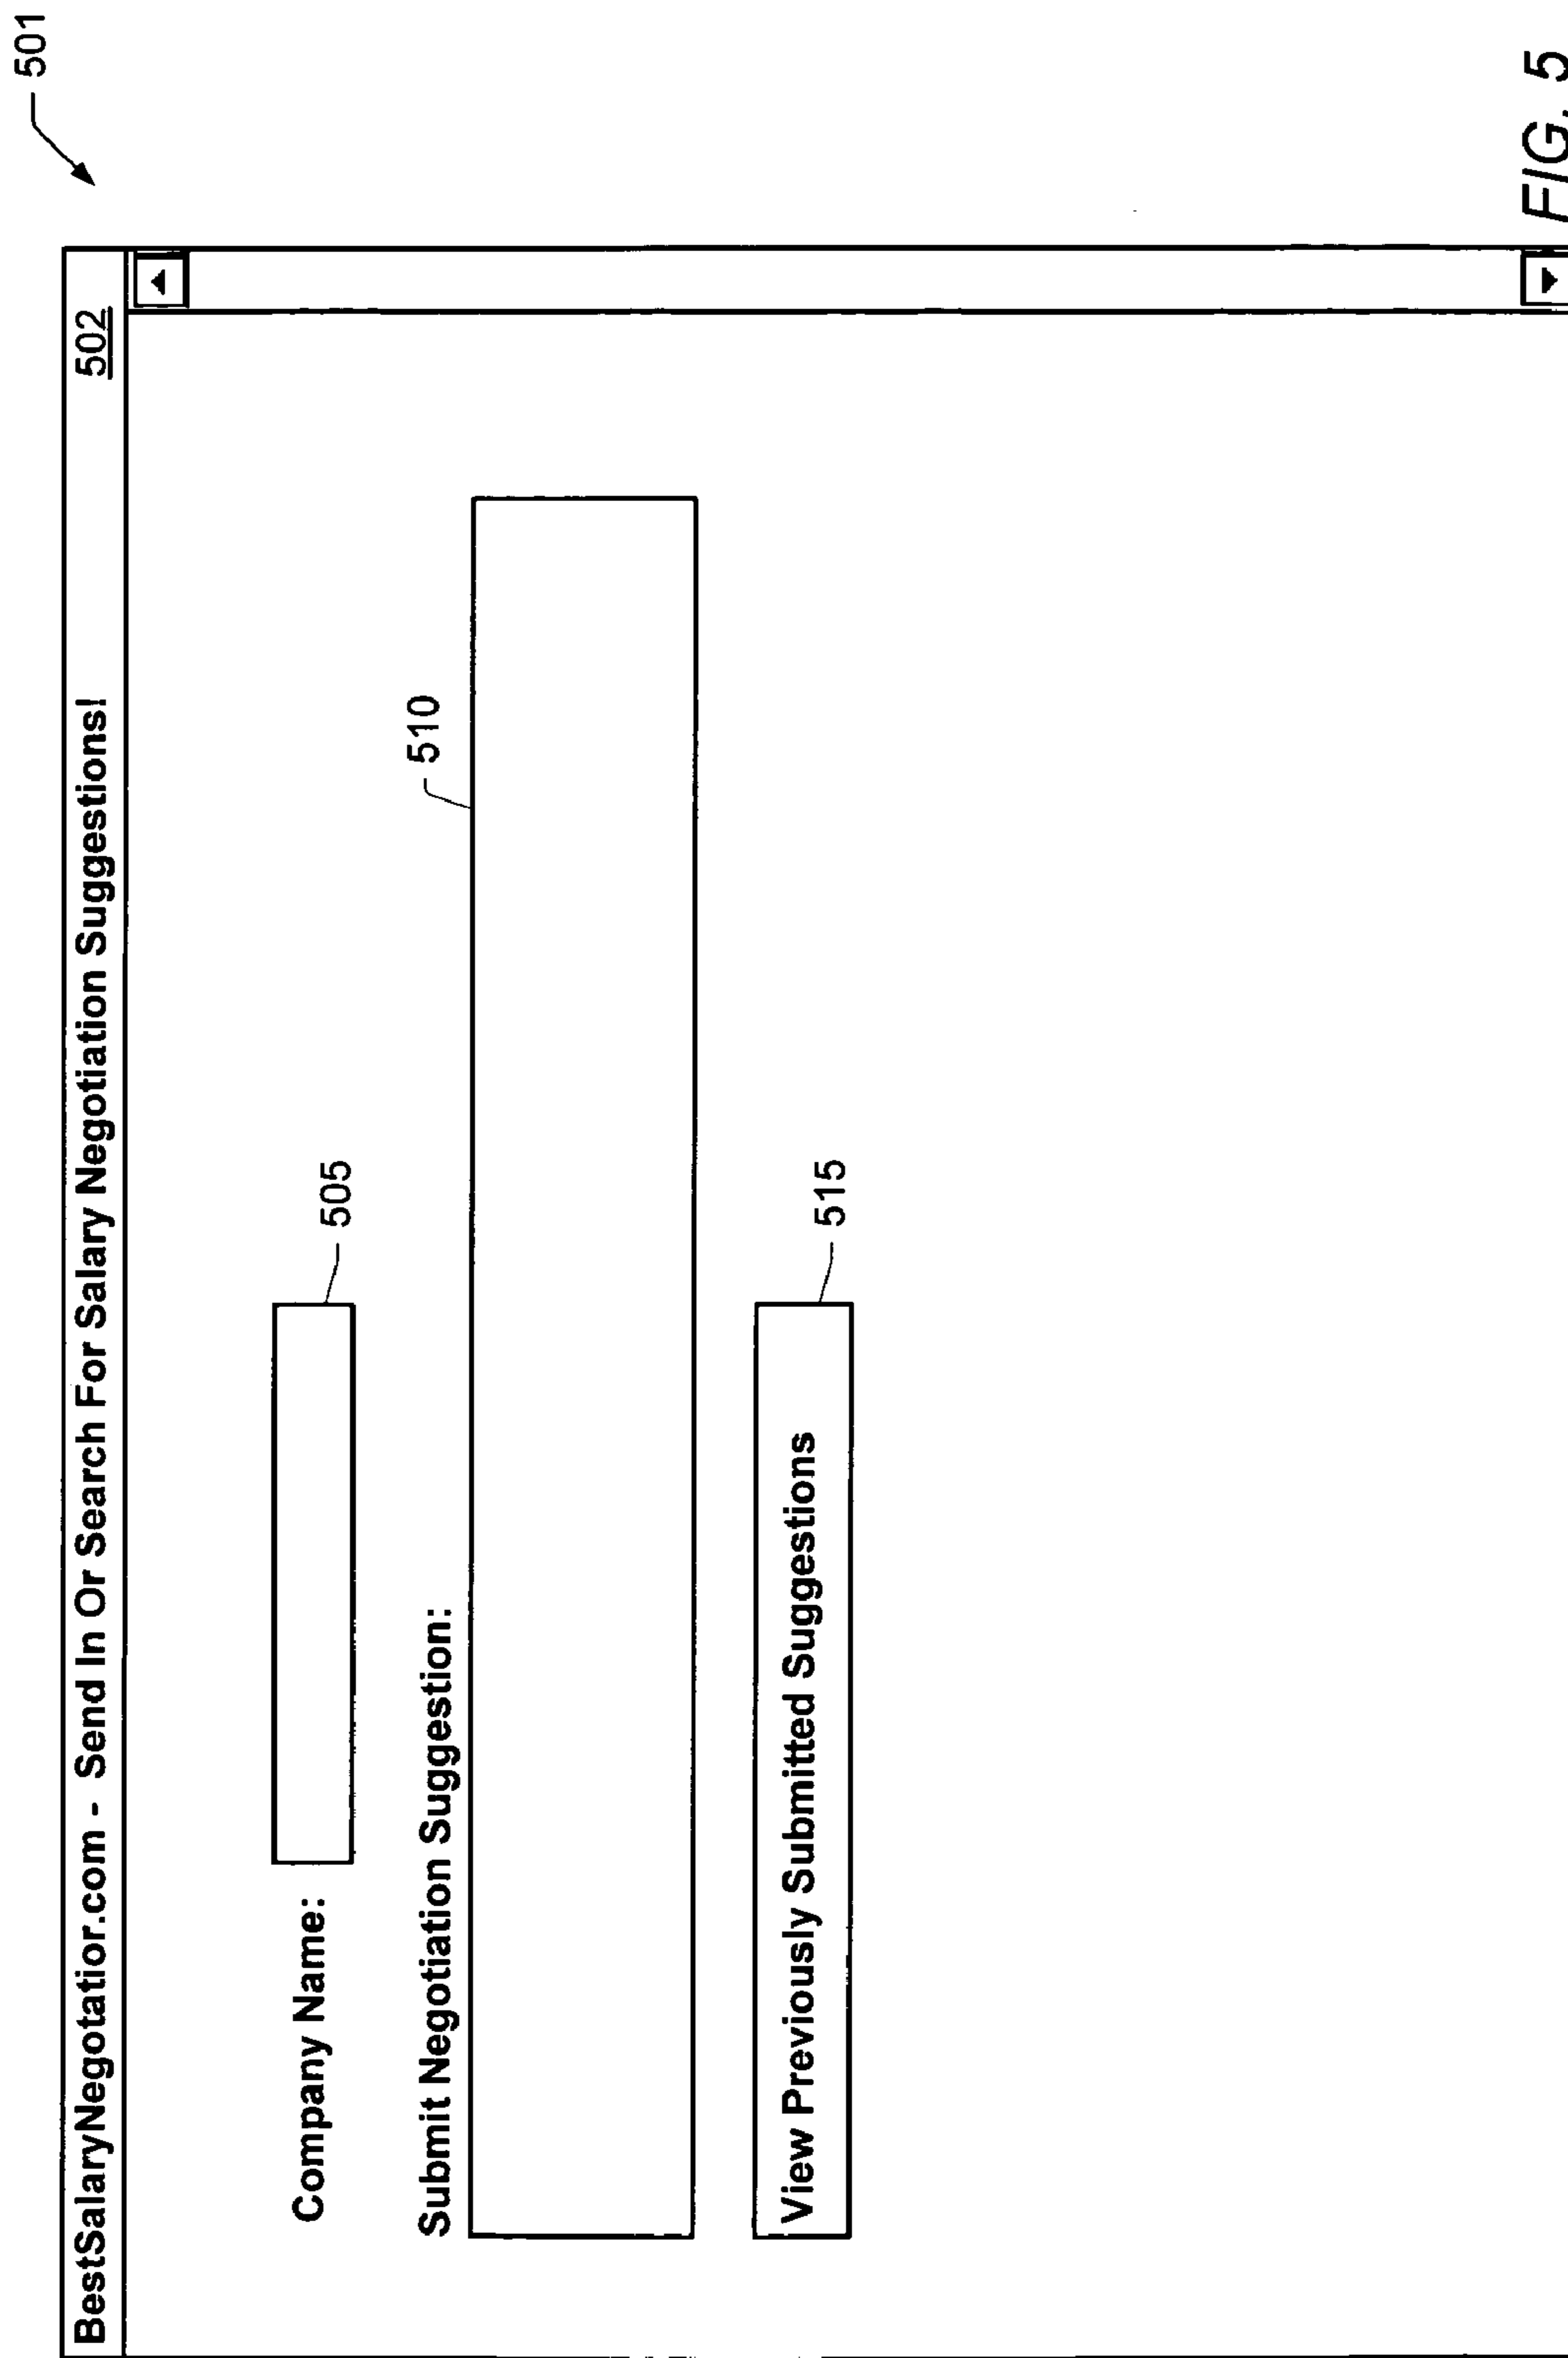 501
BestSalaryNegotatior.com - Send In Or Search For Salary Negotiation Suggestions! 502
Company Name:
505
Submit Negotiation Suggestion:
510
View Previously Submitted Suggestions
515
FIG. 5